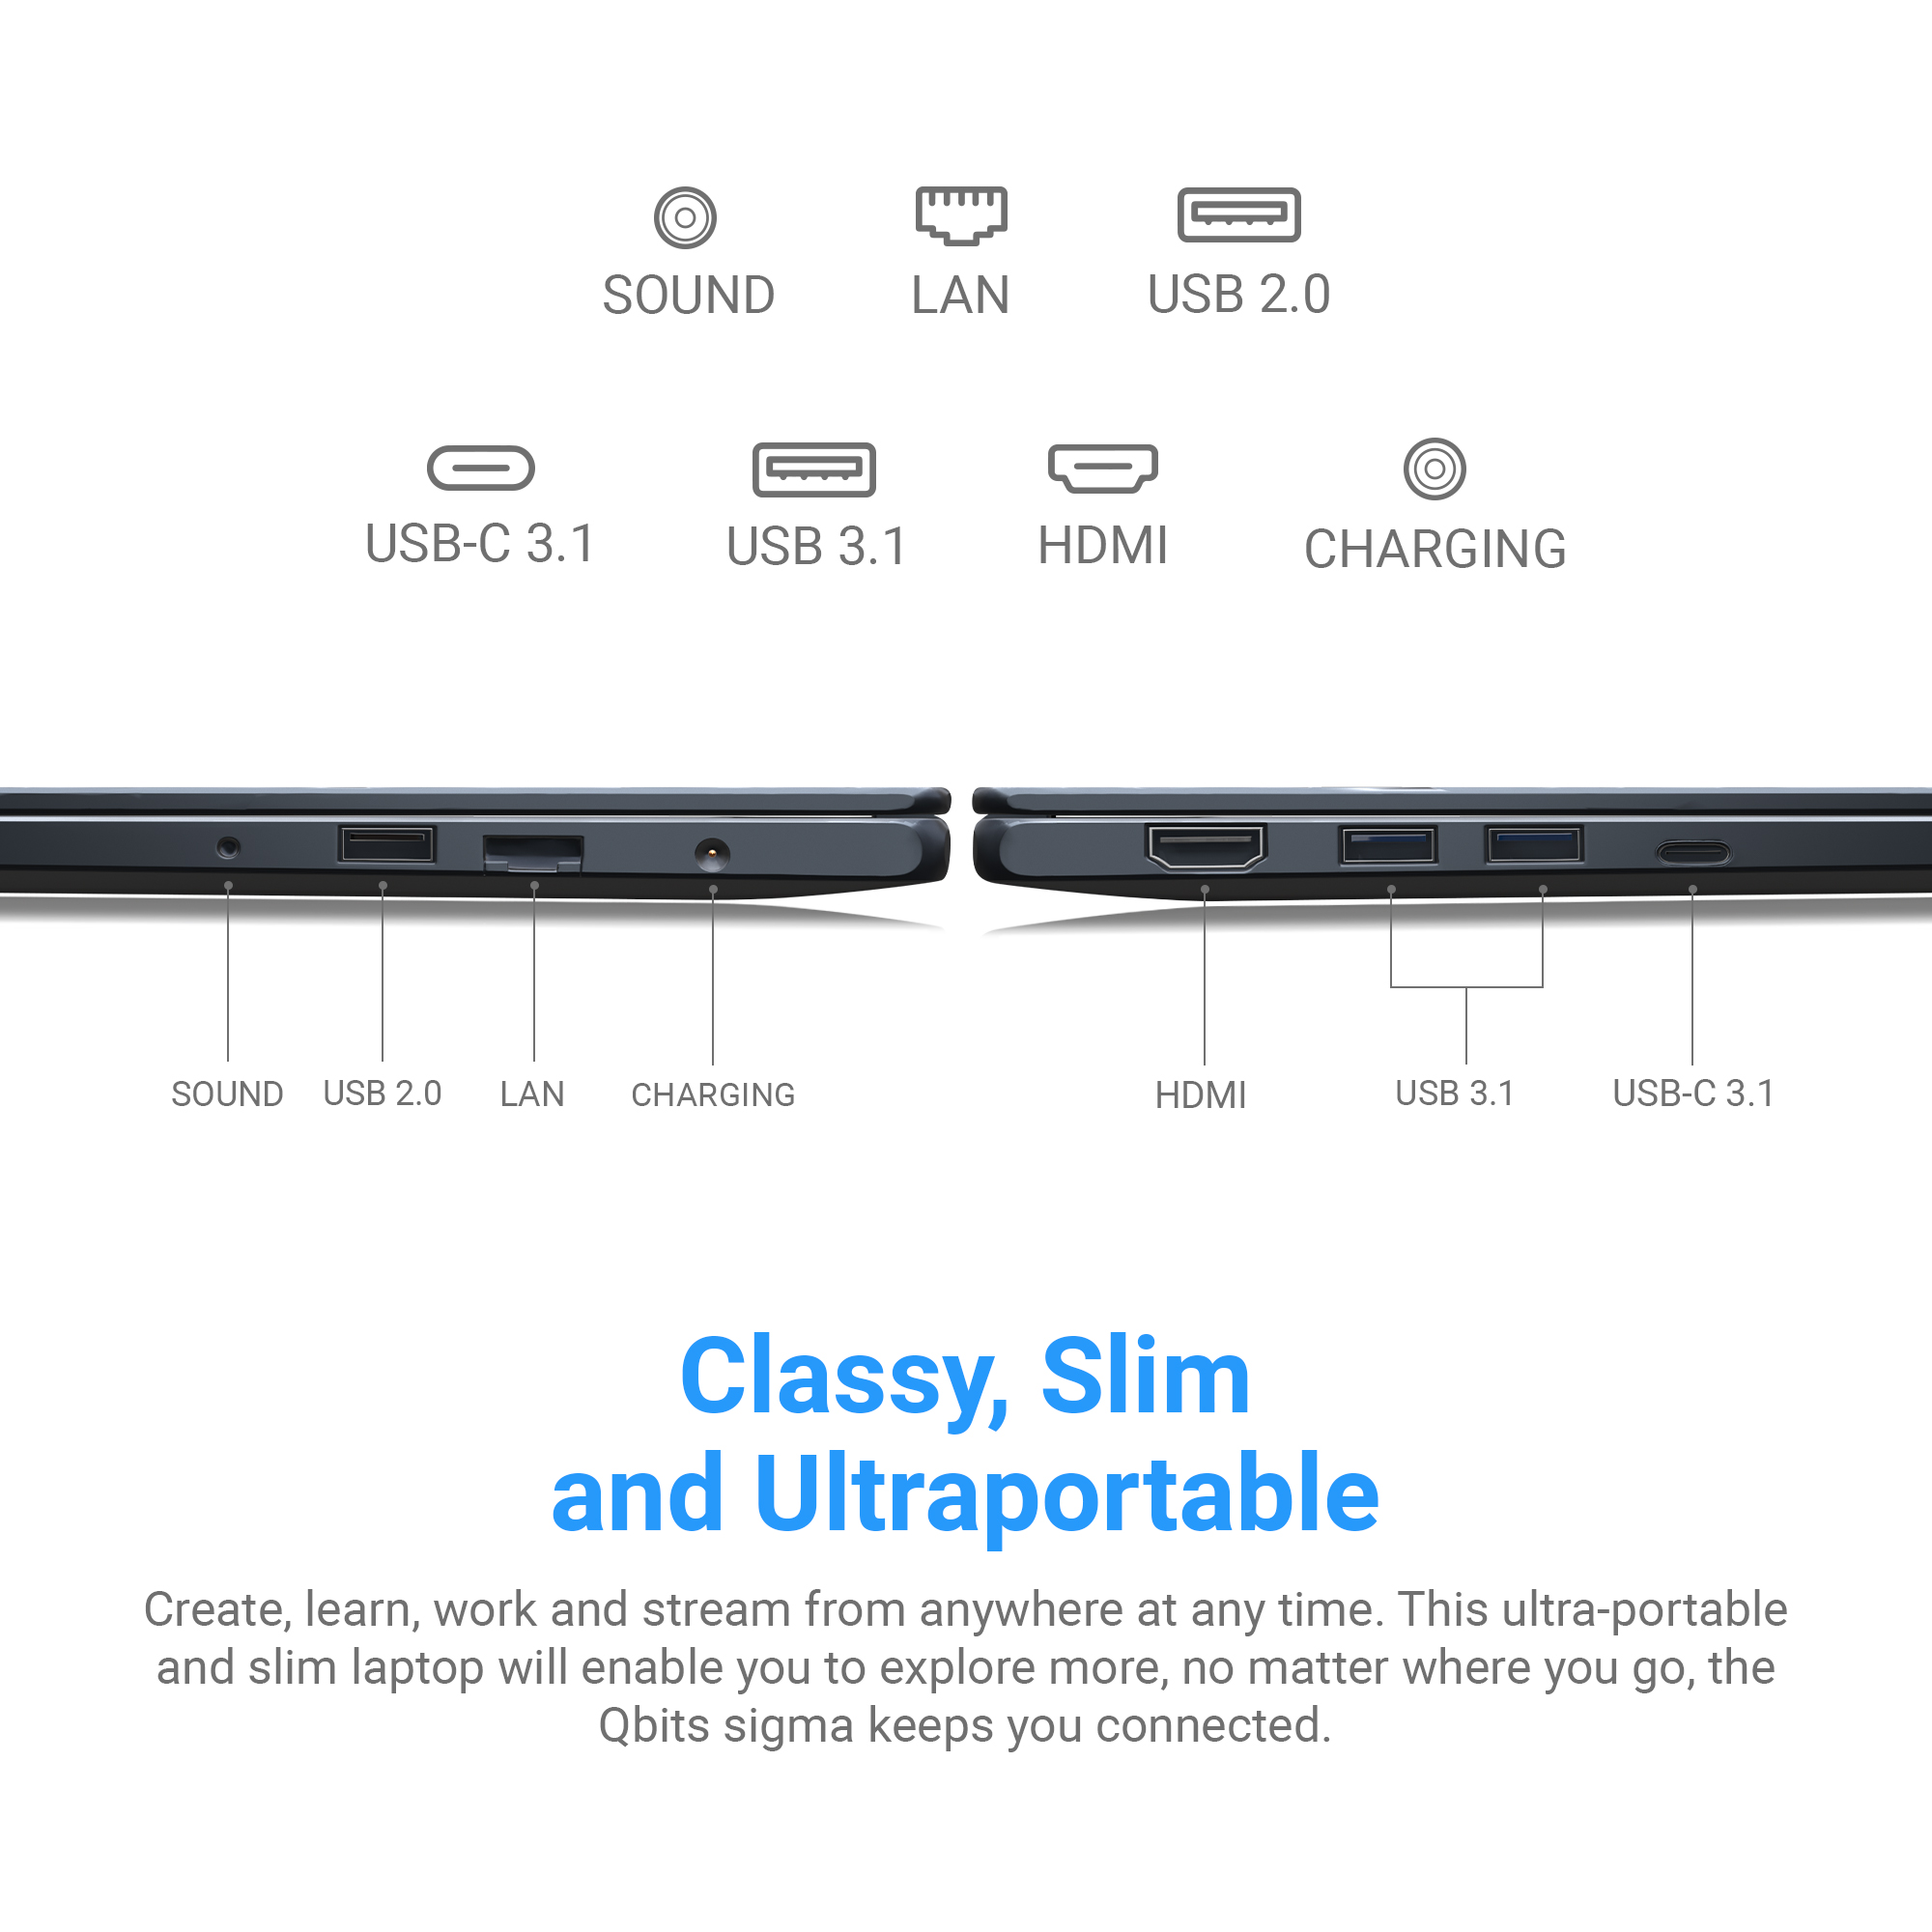 SOUND LAN USB 2.0
USB-C 3.1 USB 3.1 HDMI CHARGING
SOUND USB 2.0 LAN CHARGING HDMI USB 3.1 USB-C 3.1
Classy, Slim
and Ultraportable
Create, learn, work and stream from anywhere at any time. This ultra-portable
and slim laptop will enable you to explore more, no matter where you go, the
Qbits sigma keeps you connected.